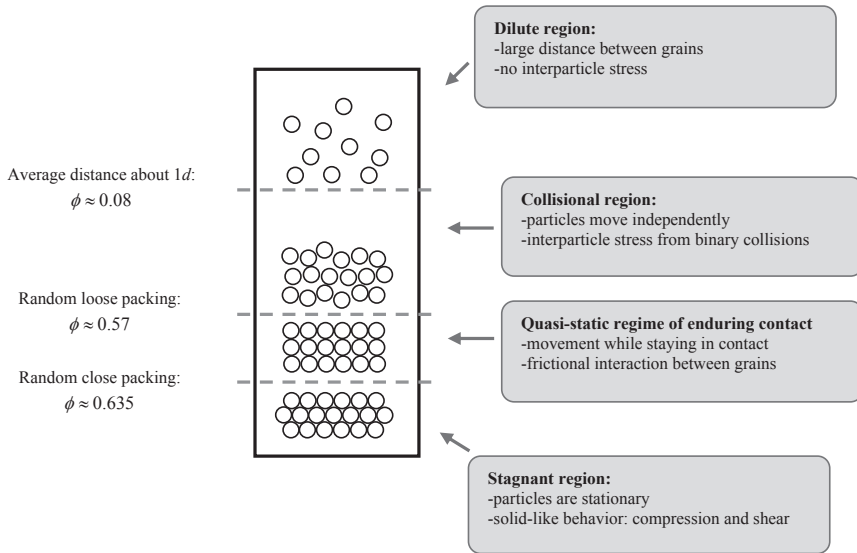 Dilute region:
-large distance between grains
-no interparticle stress
Average distance about 1d:
ϕ ≈ 0.08
Collisional region:
-particles move independently
-interparticle stress from binary collisions
Random loose packing:
ϕ ≈ 0.57
Quasi-static regime of enduring contact
-movement while staying in contact
-frictional interaction between grains
Random close packing:
ϕ ≈ 0.635
Stagnant region:
-particles are stationary
-solid-like behavior: compression and shear